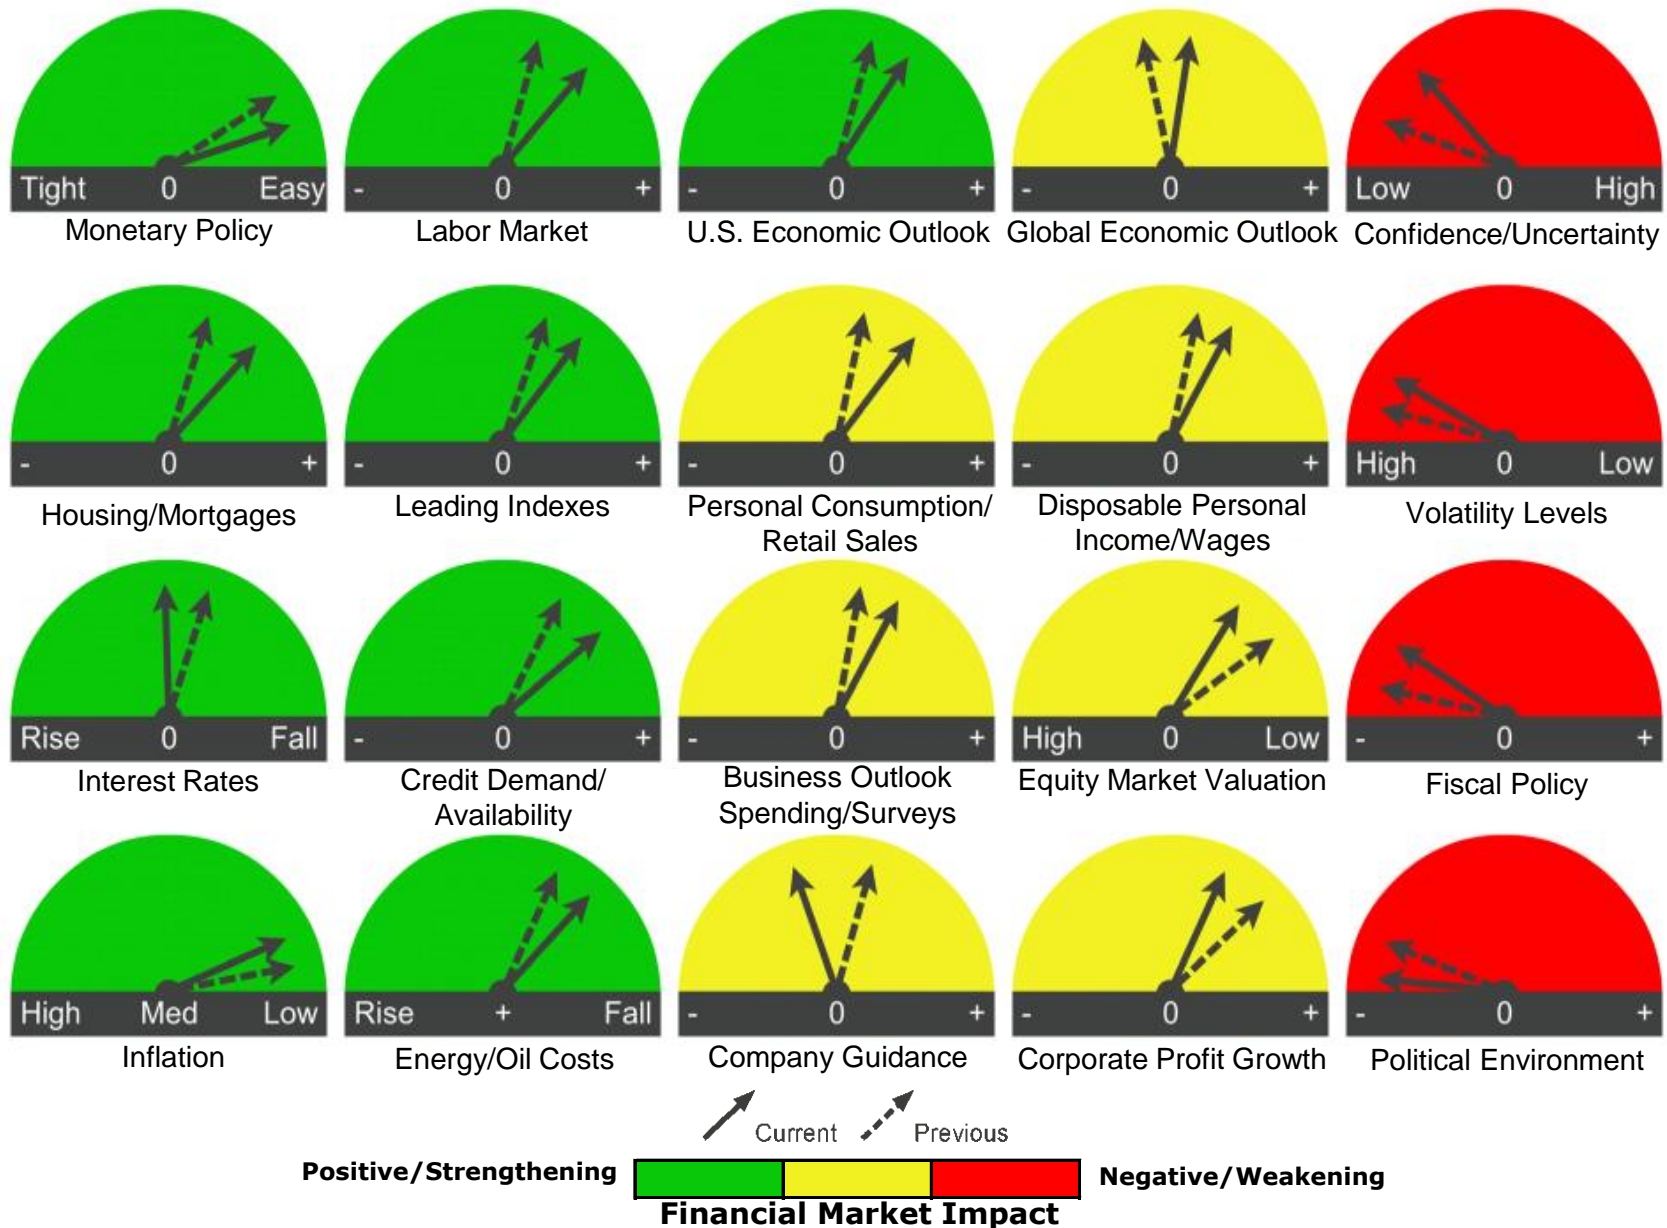 Tight 0 Easy
- 0 +
- 0 +
- 0 +
Low 0 High
Monetary Policy
Labor Market
U.S. Economic Outlook
Global Economic Outlook
Confidence/Uncertainty
- 0 +
- 0 +
- 0 +
- 0 +
High 0 Low
Housing/Mortgages
Leading Indexes
Personal Consumption/
Retail Sales
Disposable Personal
Income/Wages
Volatility Levels
Rise 0 Fall
- 0 +
- 0 +
High 0 Low
- 0 +
Interest Rates
Credit Demand/
Availability
Business Outlook
Spending/Surveys
Equity Market Valuation
Fiscal Policy
High Med Low
Rise + Fall
- 0 +
- 0 +
- 0 +
Inflation
Energy/Oil Costs
Company Guidance
Corporate Profit Growth
Political Environment
Current
Previous
Positive/Strengthening
Negative/Weakening
Financial Market Impact